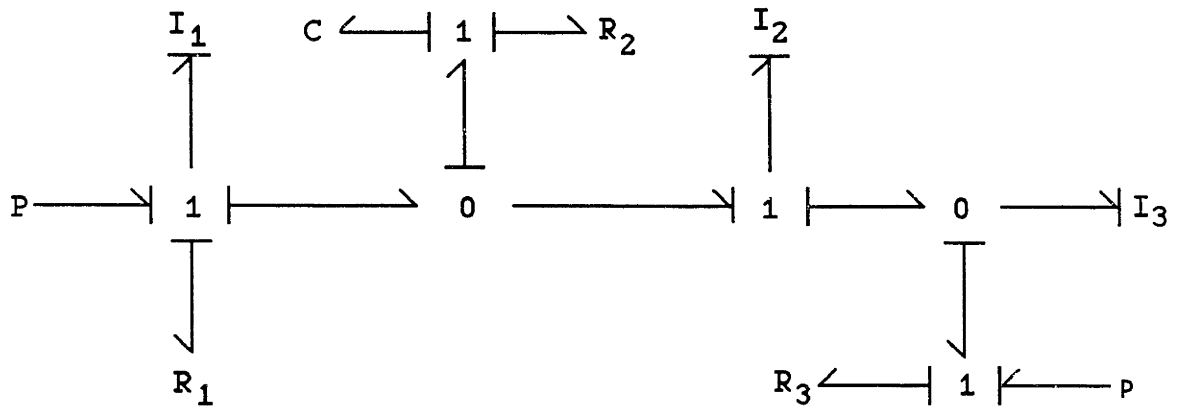 I₁ C 1 R₂ I₂
P 1 0 1 0 I₃
R₁ R₃ 1 P